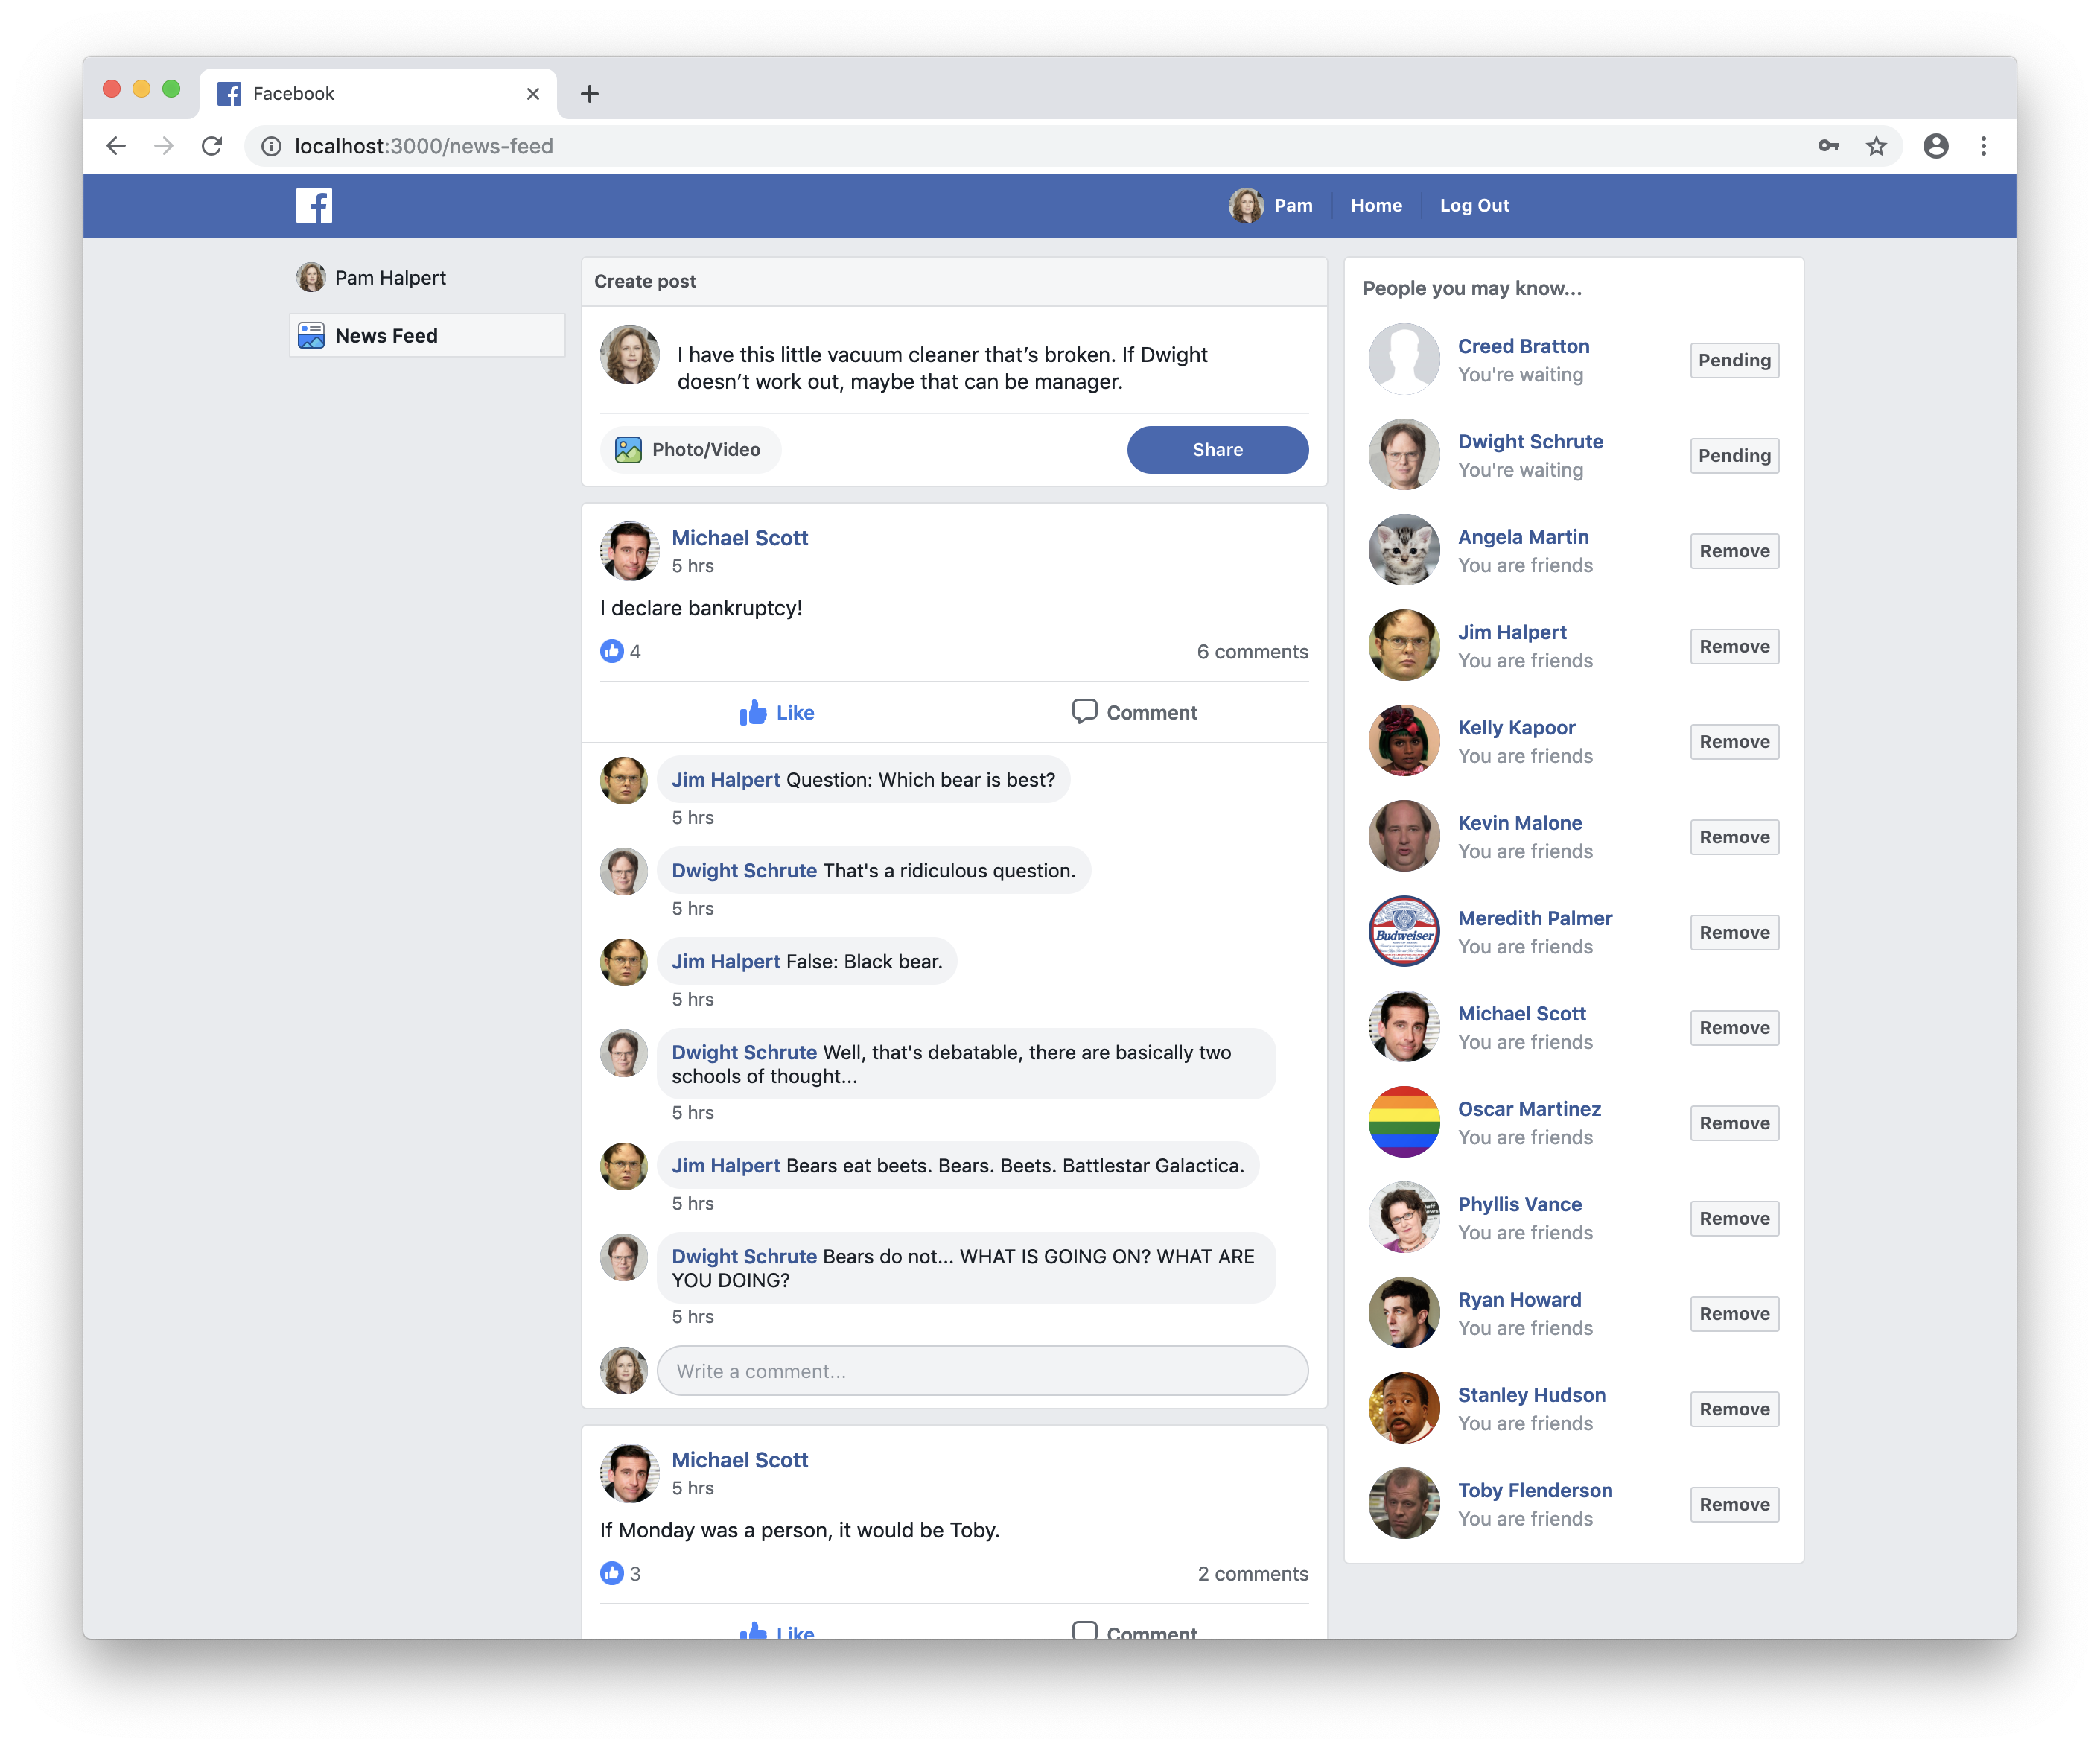 Facebook
localhost:3000/news-feed
Pam
Home
Log Out
Pam Halpert
News Feed
Create post
I have this little vacuum cleaner that’s broken. If Dwight
doesn’t work out, maybe that can be manager.
Photo/Video
Share
Michael Scott
5 hrs
I declare bankruptcy!
4
6 comments
Like
Comment
Jim Halpert Question: Which bear is best?
5 hrs
Dwight Schrute That's a ridiculous question.
5 hrs
Jim Halpert False: Black bear.
5 hrs
Dwight Schrute Well, that's debatable, there are basically two
schools of thought...
5 hrs
Jim Halpert Bears eat beets. Bears. Beets. Battlestar Galactica.
5 hrs
Dwight Schrute Bears do not... WHAT IS GOING ON? WHAT ARE
YOU DOING?
5 hrs
Write a comment...
Michael Scott
5 hrs
If Monday was a person, it would be Toby.
3
2 comments
Like
Comment
People you may know...
Creed Bratton
You're waiting
Pending
Dwight Schrute
You're waiting
Pending
Angela Martin
You are friends
Remove
Jim Halpert
You are friends
Remove
Kelly Kapoor
You are friends
Remove
Kevin Malone
You are friends
Remove
Budweiser
Meredith Palmer
You are friends
Remove
Michael Scott
You are friends
Remove
Oscar Martinez
You are friends
Remove
Phyllis Vance
You are friends
Remove
Ryan Howard
You are friends
Remove
Stanley Hudson
You are friends
Remove
Toby Flenderson
You are friends
Remove